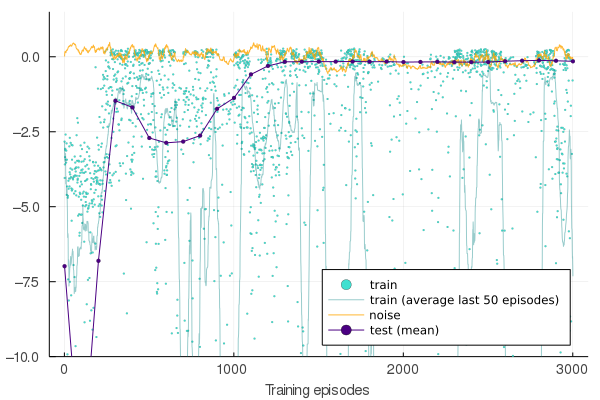 0.0
−2.5
−5.0
−7.5
−10.0
train
train (average last 50 episodes)
noise
test (mean)
0
1000
2000
3000
Training episodes